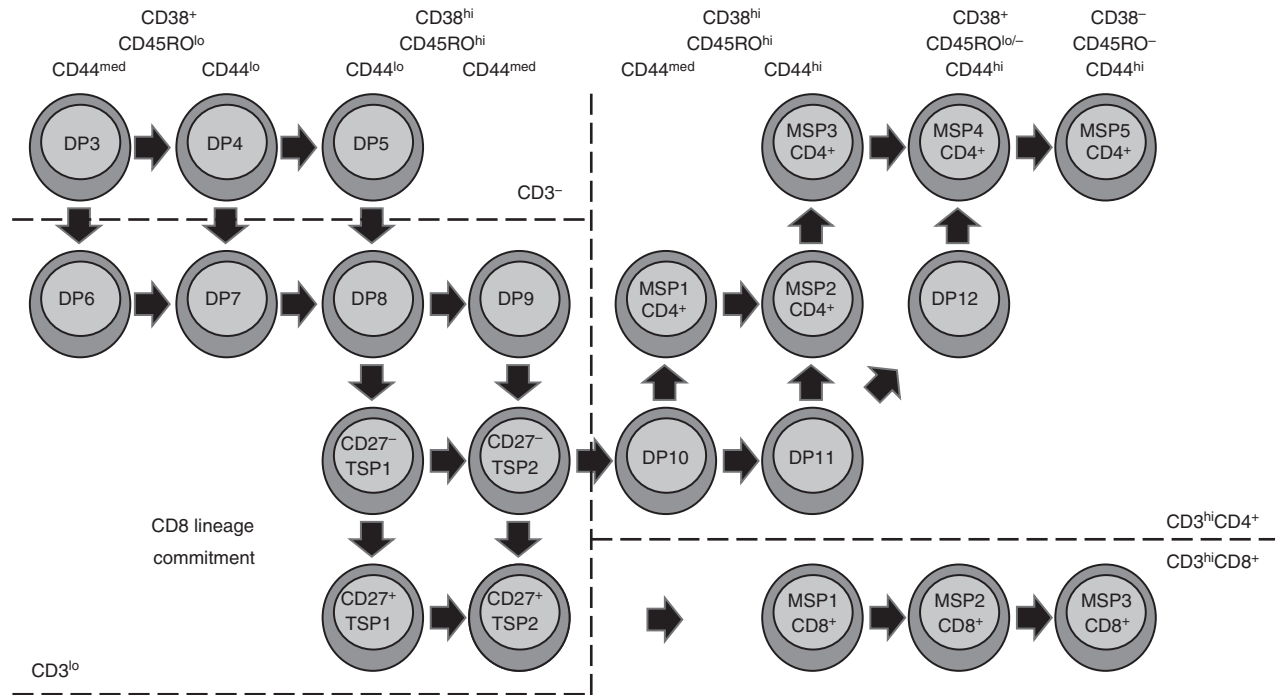 CD38⁺
CD45ROˡᵒ
CD44ᵐᵉᵈ CD44ˡᵒ
CD38ʰⁱ
CD45ROʰⁱ
CD44ˡᵒ CD44ᵐᵉᵈ
CD38ʰⁱ
CD45ROʰⁱ
CD44ᵐᵉᵈ CD44ʰⁱ
CD38⁺
CD45ROˡᵒ/⁻
CD44ʰⁱ
CD38⁻
CD45RO⁻
CD44ʰⁱ
DP3
DP4
DP5
CD3⁻
MSP3
CD4⁺
MSP4
CD4⁺
MSP5
CD4⁺
DP6
DP7
DP8
DP9
MSP1
CD4⁺
MSP2
CD4⁺
DP12
CD27⁻
TSP1
CD27⁻
TSP2
DP10
DP11
CD8 lineage
commitment
CD3ʰⁱCD4⁺
CD3ʰⁱCD8⁺
CD27⁺
TSP1
CD27⁺
TSP2
MSP1
CD8⁺
MSP2
CD8⁺
MSP3
CD8⁺
CD3ˡᵒ